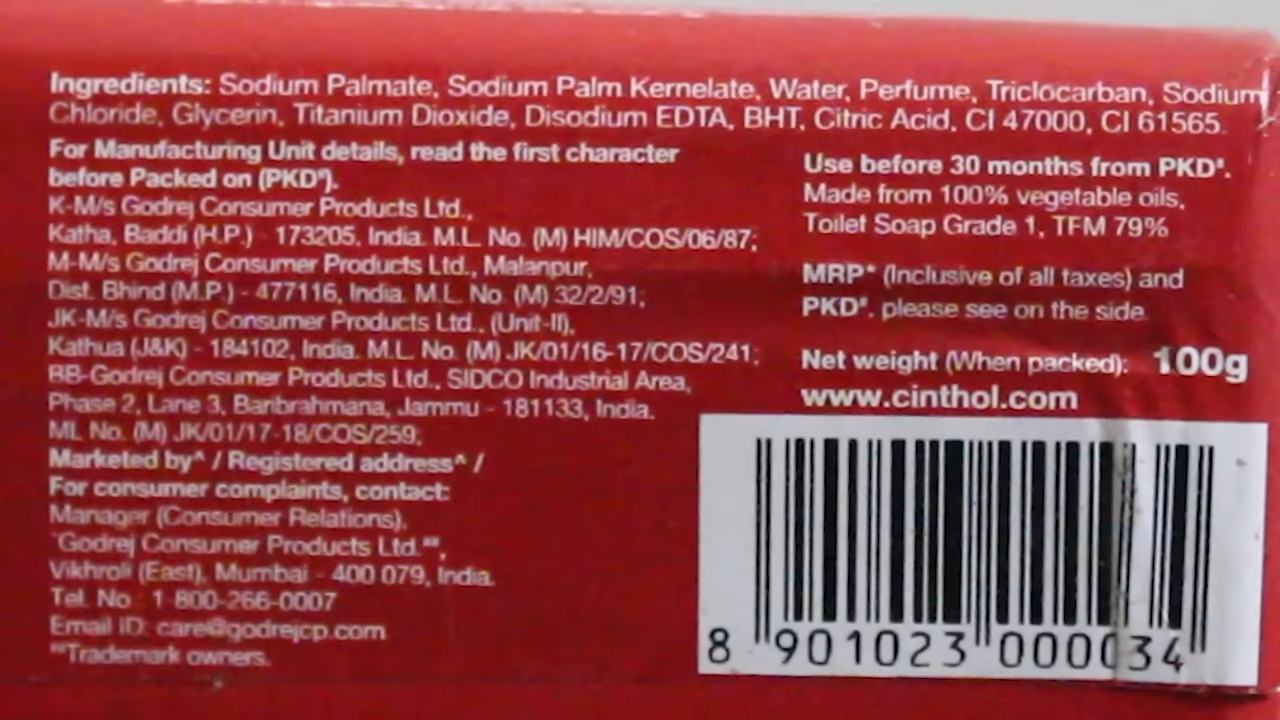 Ingredients: Sodium Palmate, Sodium Palm Kernelate, Water, Perfume, Triclocarban, Sodium
Chloride, Glycerin, Titanium Dioxide, Disodium EDTA, BHT, Citric Acid, CI 47000, CI 61565.
For Manufacturing Unit details, read the first character
before Packed on (PKD#).
K-M/s Godrej Consumer Products Ltd.,
Katha, Baddi (H.P.) - 173205, India. M.L. No. (M) HIM/COS/06/87;
M-M/s Godrej Consumer Products Ltd., Malanpur,
Dist. Bhind (M.P.) - 477116, India. M.L. No. (M) 32/2/91;
JK-M/s Godrej Consumer Products Ltd., (Unit-II),
Kathua (J&K) - 184102, India. M.L. No. (M) JK/01/16-17/COS/241;
BB-Godrej Consumer Products Ltd., SIDCO Industrial Area,
Phase 2, Lane 3, Baribrahmana, Jammu - 181133, India.
ML No. (M) JK/01/17-18/COS/259;
Marketed by^ / Registered address^ /
For consumer complaints, contact:
Manager (Consumer Relations),
^Godrej Consumer Products Ltd.##,
Vikhroli (East), Mumbai - 400 079, India.
Tel. No.: 1-800-266-0007
Email ID: care@godrejcp.com
##Trademark owners.
Use before 30 months from PKD#.
Made from 100% vegetable oils,
Toilet Soap Grade 1, TFM 79%
MRP* (Inclusive of all taxes) and
PKD#, please see on the side.
Net weight (When packed): 100g
www.cinthol.com
8 901023 000034